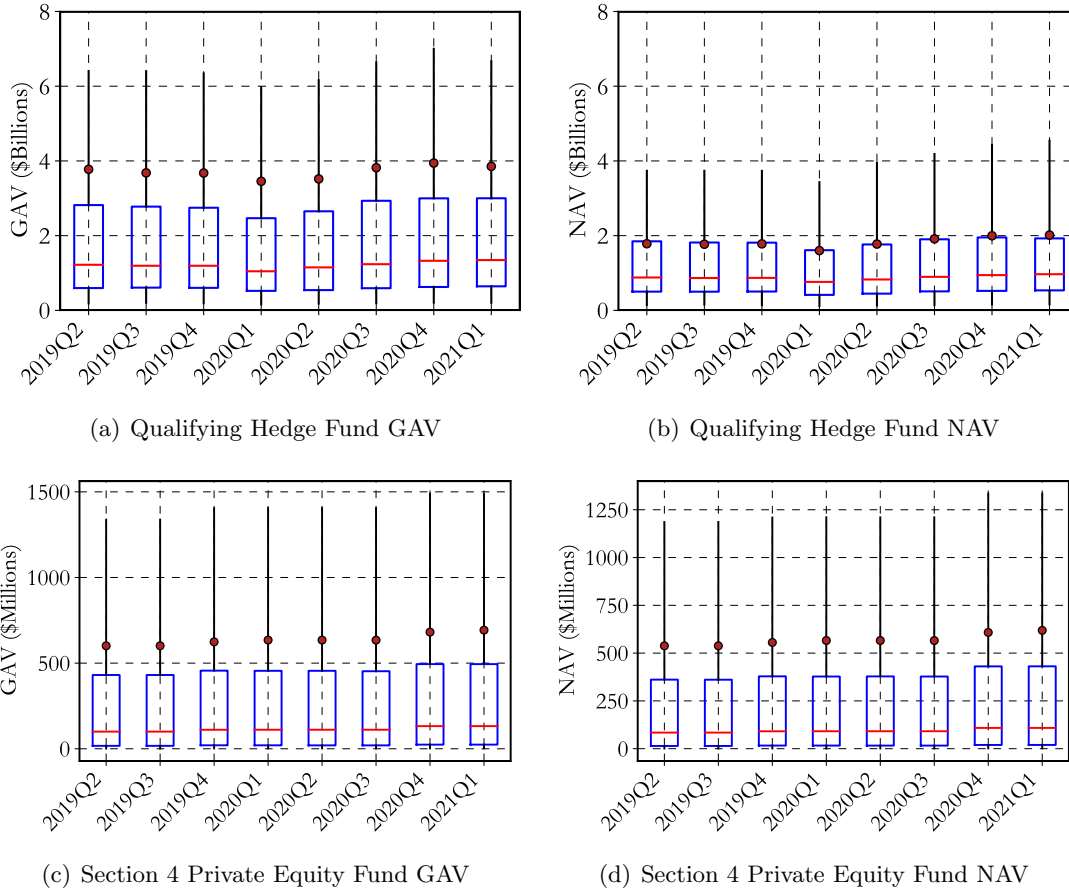 GAV ($Billions)
8
6
4
2
0
2019Q2
2019Q3
2019Q4
2020Q1
2020Q2
2020Q3
2020Q4
2021Q1
(a) Qualifying Hedge Fund GAV
NAV ($Billions)
8
6
4
2
0
2019Q2
2019Q3
2019Q4
2020Q1
2020Q2
2020Q3
2020Q4
2021Q1
(b) Qualifying Hedge Fund NAV
GAV ($Millions)
1500
1000
500
0
2019Q2
2019Q3
2019Q4
2020Q1
2020Q2
2020Q3
2020Q4
2021Q1
(c) Section 4 Private Equity Fund GAV
NAV ($Millions)
1250
1000
750
500
250
0
2019Q2
2019Q3
2019Q4
2020Q1
2020Q2
2020Q3
2020Q4
2021Q1
(d) Section 4 Private Equity Fund NAV